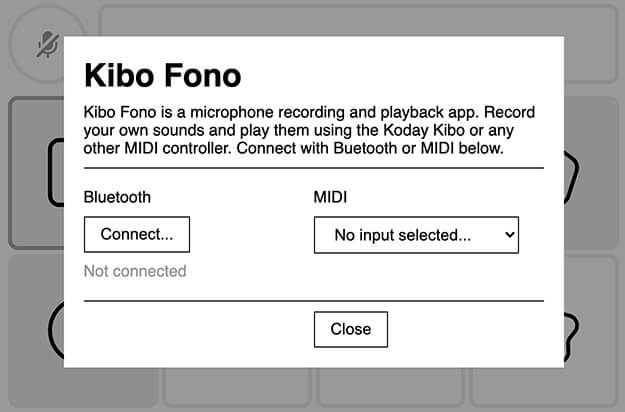 Kibo Fono
Kibo Fono is a microphone recording and playback app. Record
your own sounds and play them using the Koday Kibo or any
other MIDI controller. Connect with Buetooth or MIDI below.
Bluetooth
MIDI
Connect...
No input selected...
Not connected
Close